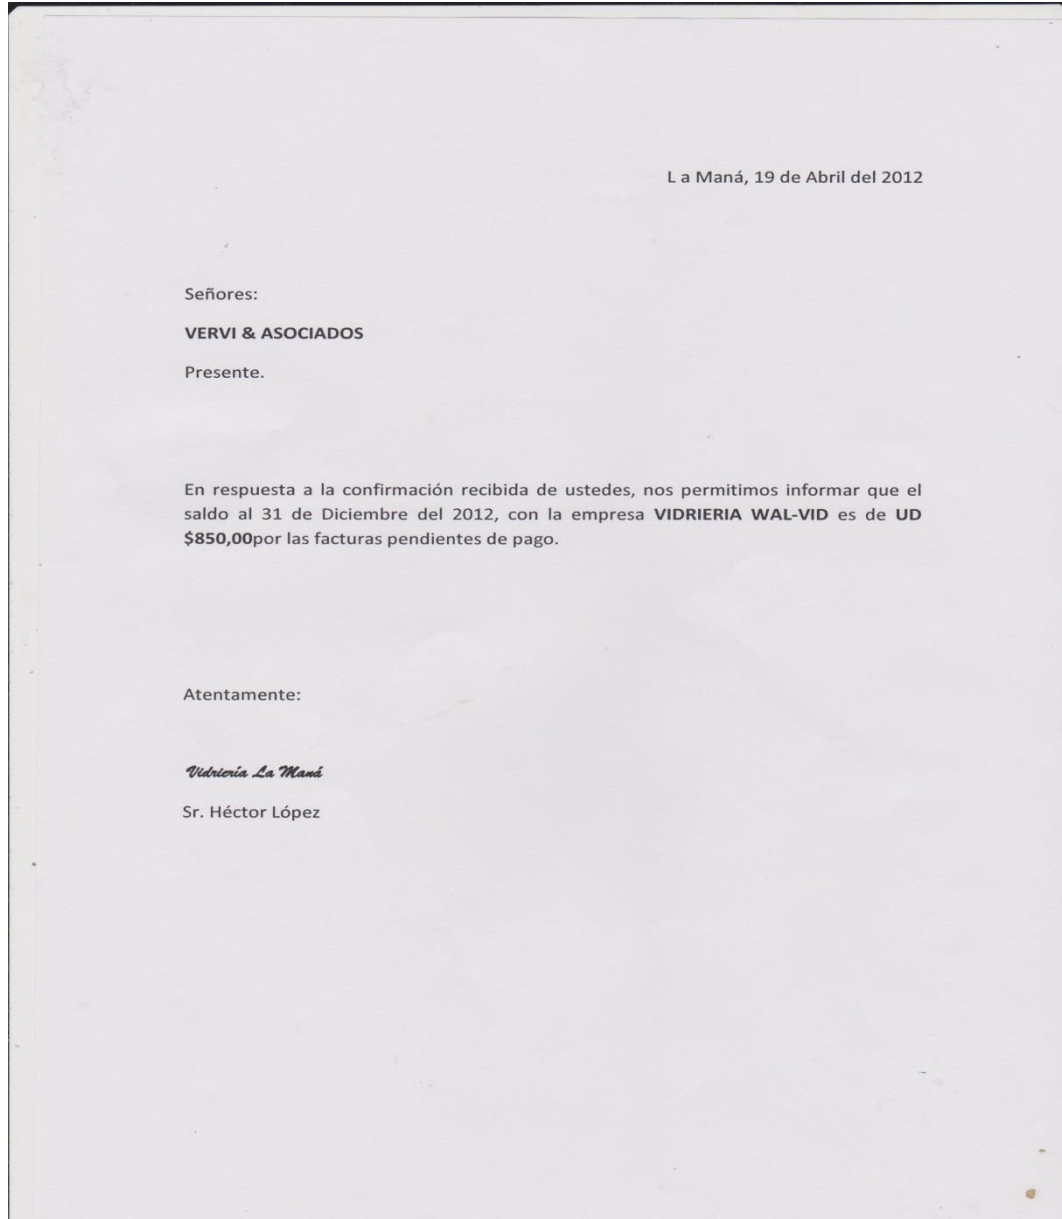 L a Maná, 19 de Abril del 2012
Señores:
VERVI & ASOCIADOS
Presente.
En respuesta a la confirmación recibida de ustedes, nos permitimos informar que el
saldo al 31 de Diciembre del 2012, con la empresa VIDRIERIA WAL-VID es de UD
$850,00por las facturas pendientes de pago.
Atentamente:
Vidriería La Maná
Sr. Héctor López